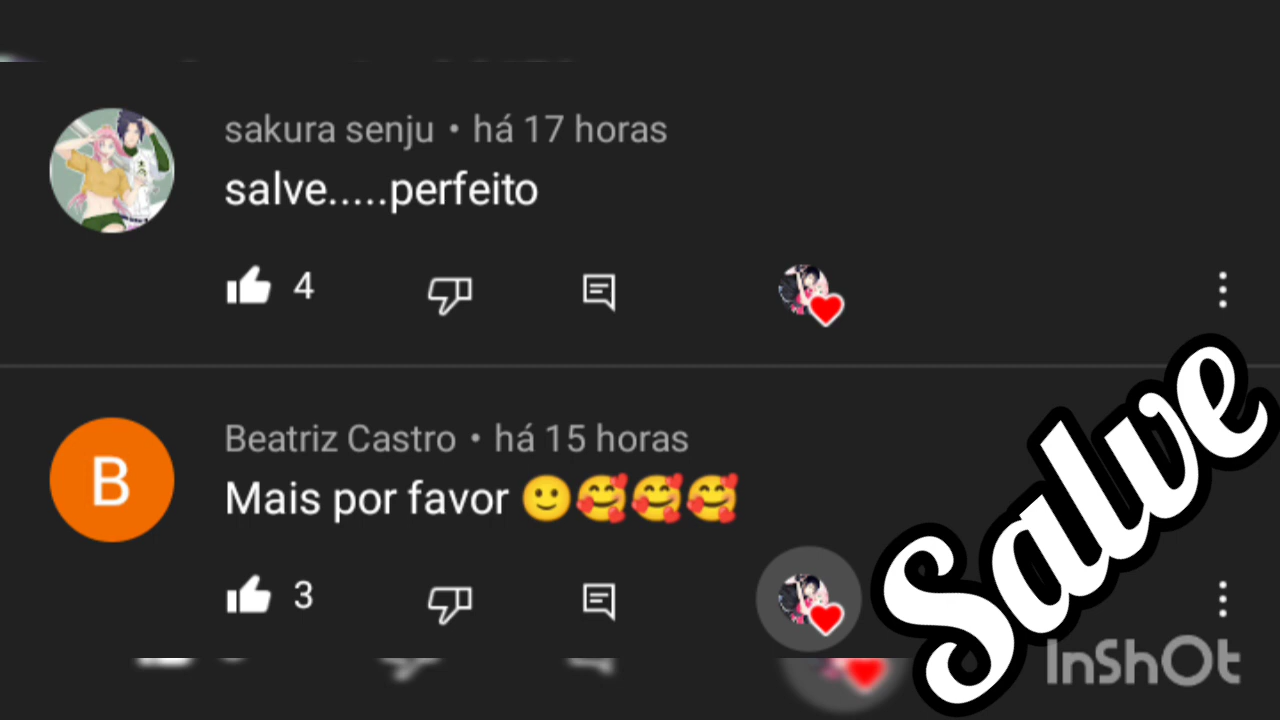 sakura senju • há 17 horas
salve.....perfeito
4
Beatriz Castro • há 15 horas
B
Mais por favor 🙂🥰🥰🥰
3
Salve
InShOt